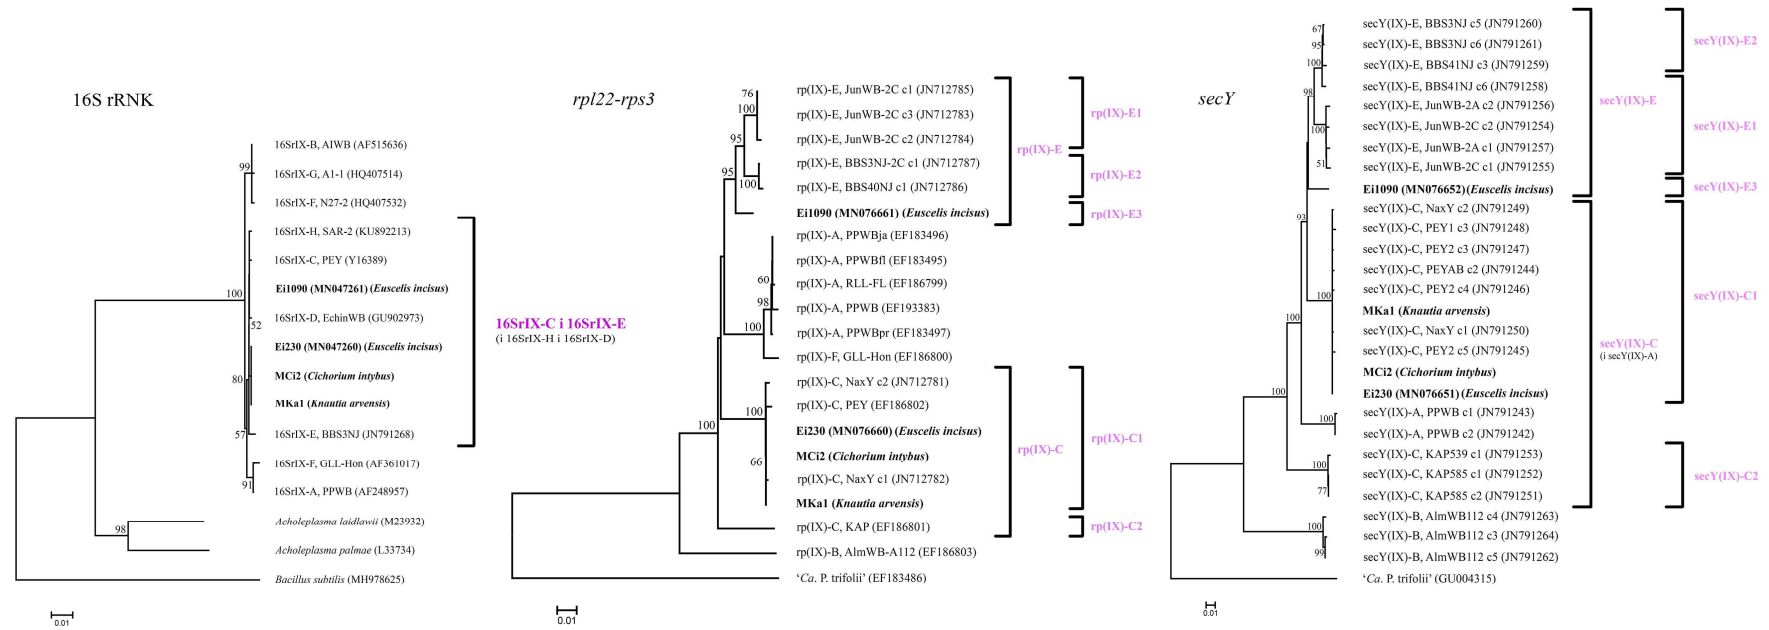 16S rRNK
16SrIX-B, AIWB (AF515636)
16SrIX-G, A1-1 (HQ407514)
16SrIX-F, N27-2 (HQ407532)
16SrIX-H, SAR-2 (KU892213)
16SrIX-C, PEY (Y16389)
Ei1090 (MN047261) (Euscelis incisus)
16SrIX-D, EchinWB (GU902973)
Ei230 (MN047260) (Euscelis incisus)
MCi2 (Cichorium intybus)
MKa1 (Knautia arvensis)
16SrIX-E, BBS3NJ (JN791268)
16SrIX-F, GLL-Hon (AF361017)
16SrIX-A, PPWB (AF248957)
Acholeplasma laidlawii (M23932)
Acholeplasma palmae (L33734)
Bacillus subtilis (MH978625)
99
100
52
80
57
91
98
0.01
16SrIX-C i 16SrIX-E
(i 16SrIX-H i 16SrIX-D)
rpl22-rps3
rp(IX)-E, JunWB-2C c1 (JN712785)
rp(IX)-E, JunWB-2C c3 (JN712783)
rp(IX)-E, JunWB-2C c2 (JN712784)
rp(IX)-E, BBS3NJ-2C c1 (JN712787)
rp(IX)-E, BBS40NJ c1 (JN712786)
Ei1090 (MN076661) (Euscelis incisus)
rp(IX)-A, PPWBja (EF183496)
rp(IX)-A, PPWBfl (EF183495)
rp(IX)-A, RLL-FL (EF186799)
rp(IX)-A, PPWB (EF193383)
rp(IX)-A, PPWBpr (EF183497)
rp(IX)-F, GLL-Hon (EF186800)
rp(IX)-C, NaxY c2 (JN712781)
rp(IX)-C, PEY (EF186802)
Ei230 (MN076660) (Euscelis incisus)
MCi2 (Cichorium intybus)
rp(IX)-C, NaxY c1 (JN712782)
MKa1 (Knautia arvensis)
rp(IX)-C, KAP (EF186801)
rp(IX)-B, AlmWB-A112 (EF186803)
'Ca. P. trifolii' (EF183486)
76
100
95
95
100
60
98
100
100
100
66
0.01
rp(IX)-E
rp(IX)-E1
rp(IX)-E2
rp(IX)-E3
rp(IX)-C
rp(IX)-C1
rp(IX)-C2
secY
secY(IX)-E, BBS3NJ c5 (JN791260)
secY(IX)-E, BBS3NJ c6 (JN791261)
secY(IX)-E, BBS41NJ c3 (JN791259)
secY(IX)-E, BBS41NJ c6 (JN791258)
secY(IX)-E, JunWB-2A c2 (JN791256)
secY(IX)-E, JunWB-2C c2 (JN791254)
secY(IX)-E, JunWB-2A c1 (JN791257)
secY(IX)-E, JunWB-2C c1 (JN791255)
Ei1090 (MN076652) (Euscelis incisus)
secY(IX)-C, NaxY c2 (JN791249)
secY(IX)-C, PEY1 c3 (JN791248)
secY(IX)-C, PEY2 c3 (JN791247)
secY(IX)-C, PEYAB c2 (JN791244)
secY(IX)-C, PEY2 c4 (JN791246)
MKa1 (Knautia arvensis)
secY(IX)-C, NaxY c1 (JN791250)
secY(IX)-C, PEY2 c5 (JN791245)
MCi2 (Cichorium intybus)
Ei230 (MN076651) (Euscelis incisus)
secY(IX)-A, PPWB c1 (JN791243)
secY(IX)-A, PPWB c2 (JN791242)
secY(IX)-C, KAP539 c1 (JN791253)
secY(IX)-C, KAP585 c1 (JN791252)
secY(IX)-C, KAP585 c2 (JN791251)
secY(IX)-B, AlmWB112 c4 (JN791263)
secY(IX)-B, AlmWB112 c3 (JN791264)
secY(IX)-B, AlmWB112 c5 (JN791262)
'Ca. P. trifolii' (GU004315)
67
95
100
98
100
51
93
100
100
100
100
100
77
100
99
0.01
secY(IX)-E
secY(IX)-E2
secY(IX)-E1
secY(IX)-E3
secY(IX)-C
(i secY(IX)-A)
secY(IX)-C1
secY(IX)-C2